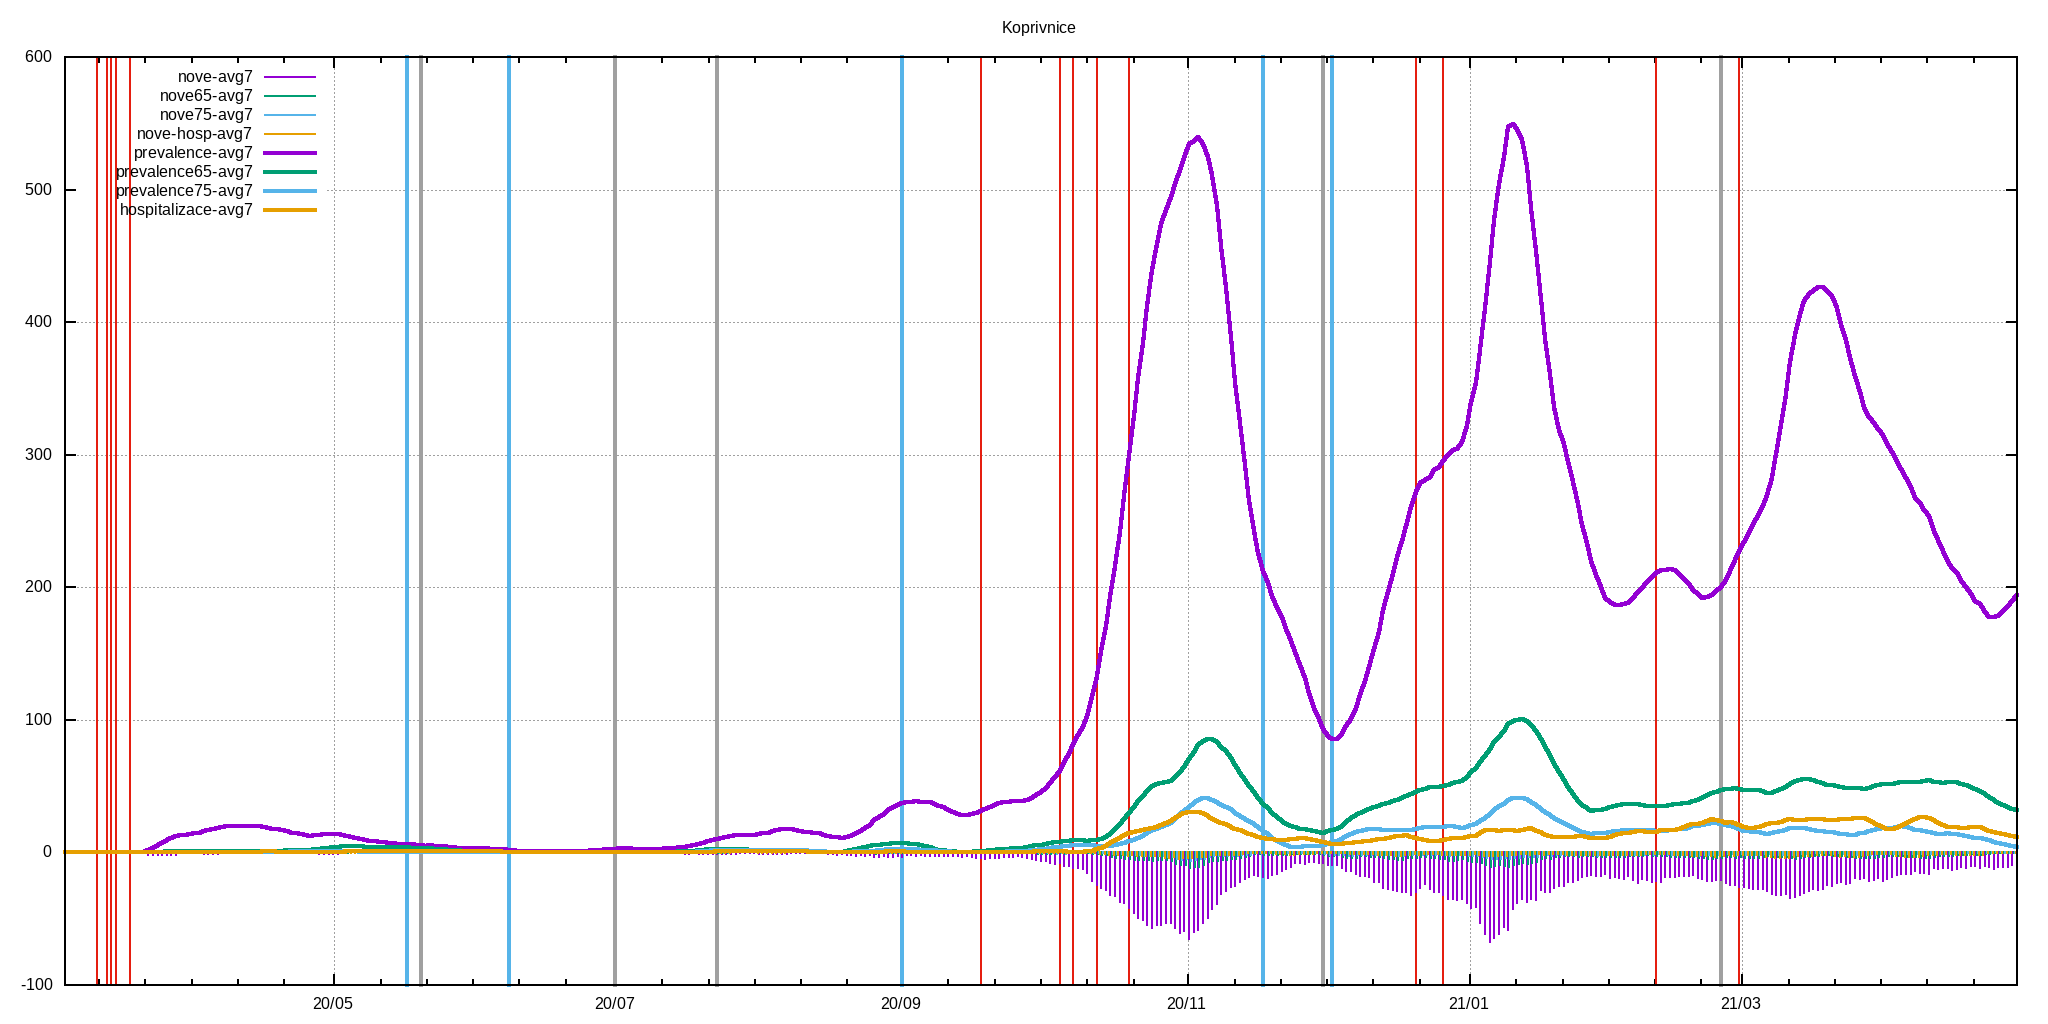 Koprivnice
600
500
400
300
200
100
0
-100
nove-avg7
nove65-avg7
nove75-avg7
nove-hosp-avg7
prevalence-avg7
prevalence65-avg7
prevalence75-avg7
hospitalizace-avg7
20/05 20/07 20/09 20/11 21/01 21/03